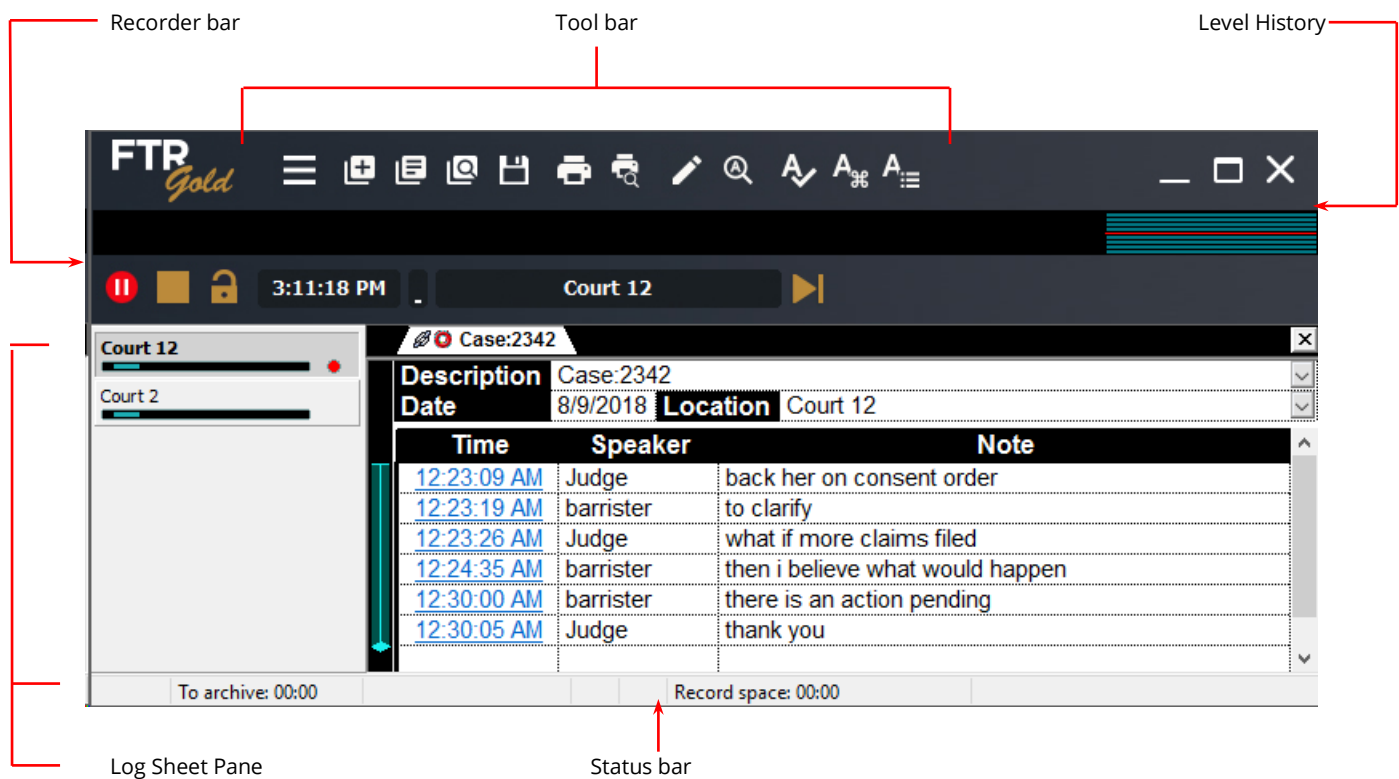 Recorder bar Tool bar Level History
FTR Gold
3:11:18 PM - Court 12
Court 12
Court 2
Case:2342
Description Case:2342
Date 8/9/2018 Location Court 12
Time Speaker Note
12:23:09 AM Judge back her on consent order
12:23:19 AM barrister to clarify
12:23:26 AM Judge what if more claims filed
12:24:35 AM barrister then i believe what would happen
12:30:00 AM barrister there is an action pending
12:30:05 AM Judge thank you
To archive: 00:00 Record space: 00:00
Log Sheet Pane Status bar